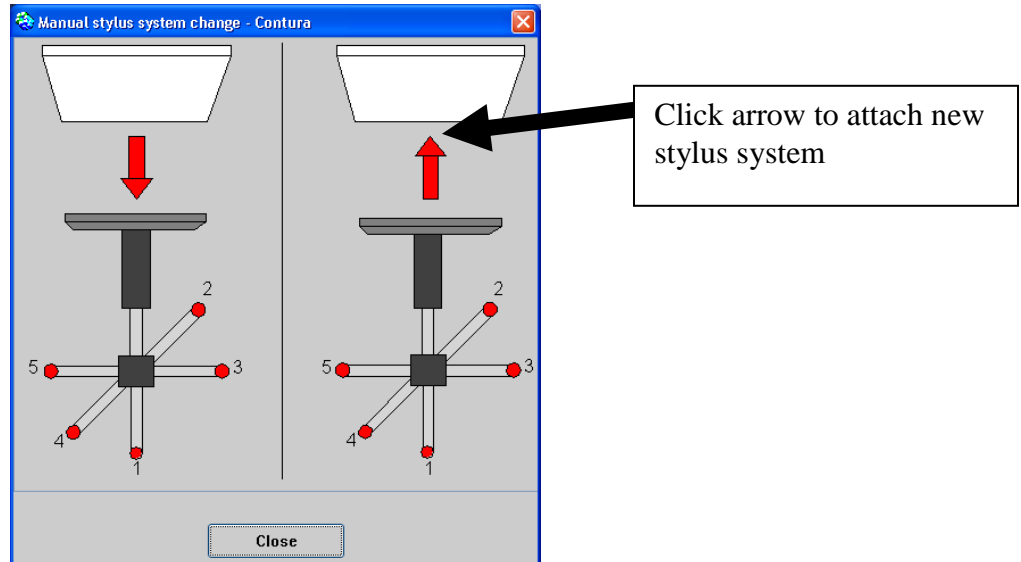 Manual stylus system change - Contura
Click arrow to attach new
stylus system
2 2
5 3 5 3
4 4
1 1
Close